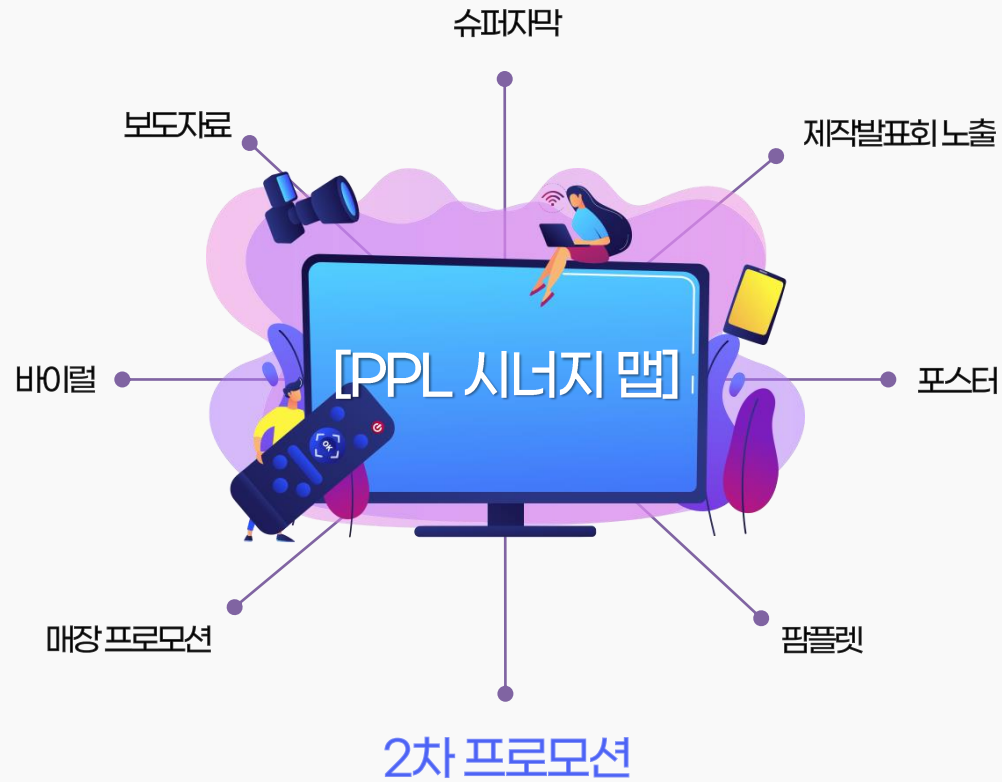 슈퍼자막
보도자료
제작발표회 노출
[PPL 시너지 맵]
바이럴
포스터
OK
매장 프로모션
팜플렛
2차 프로모션